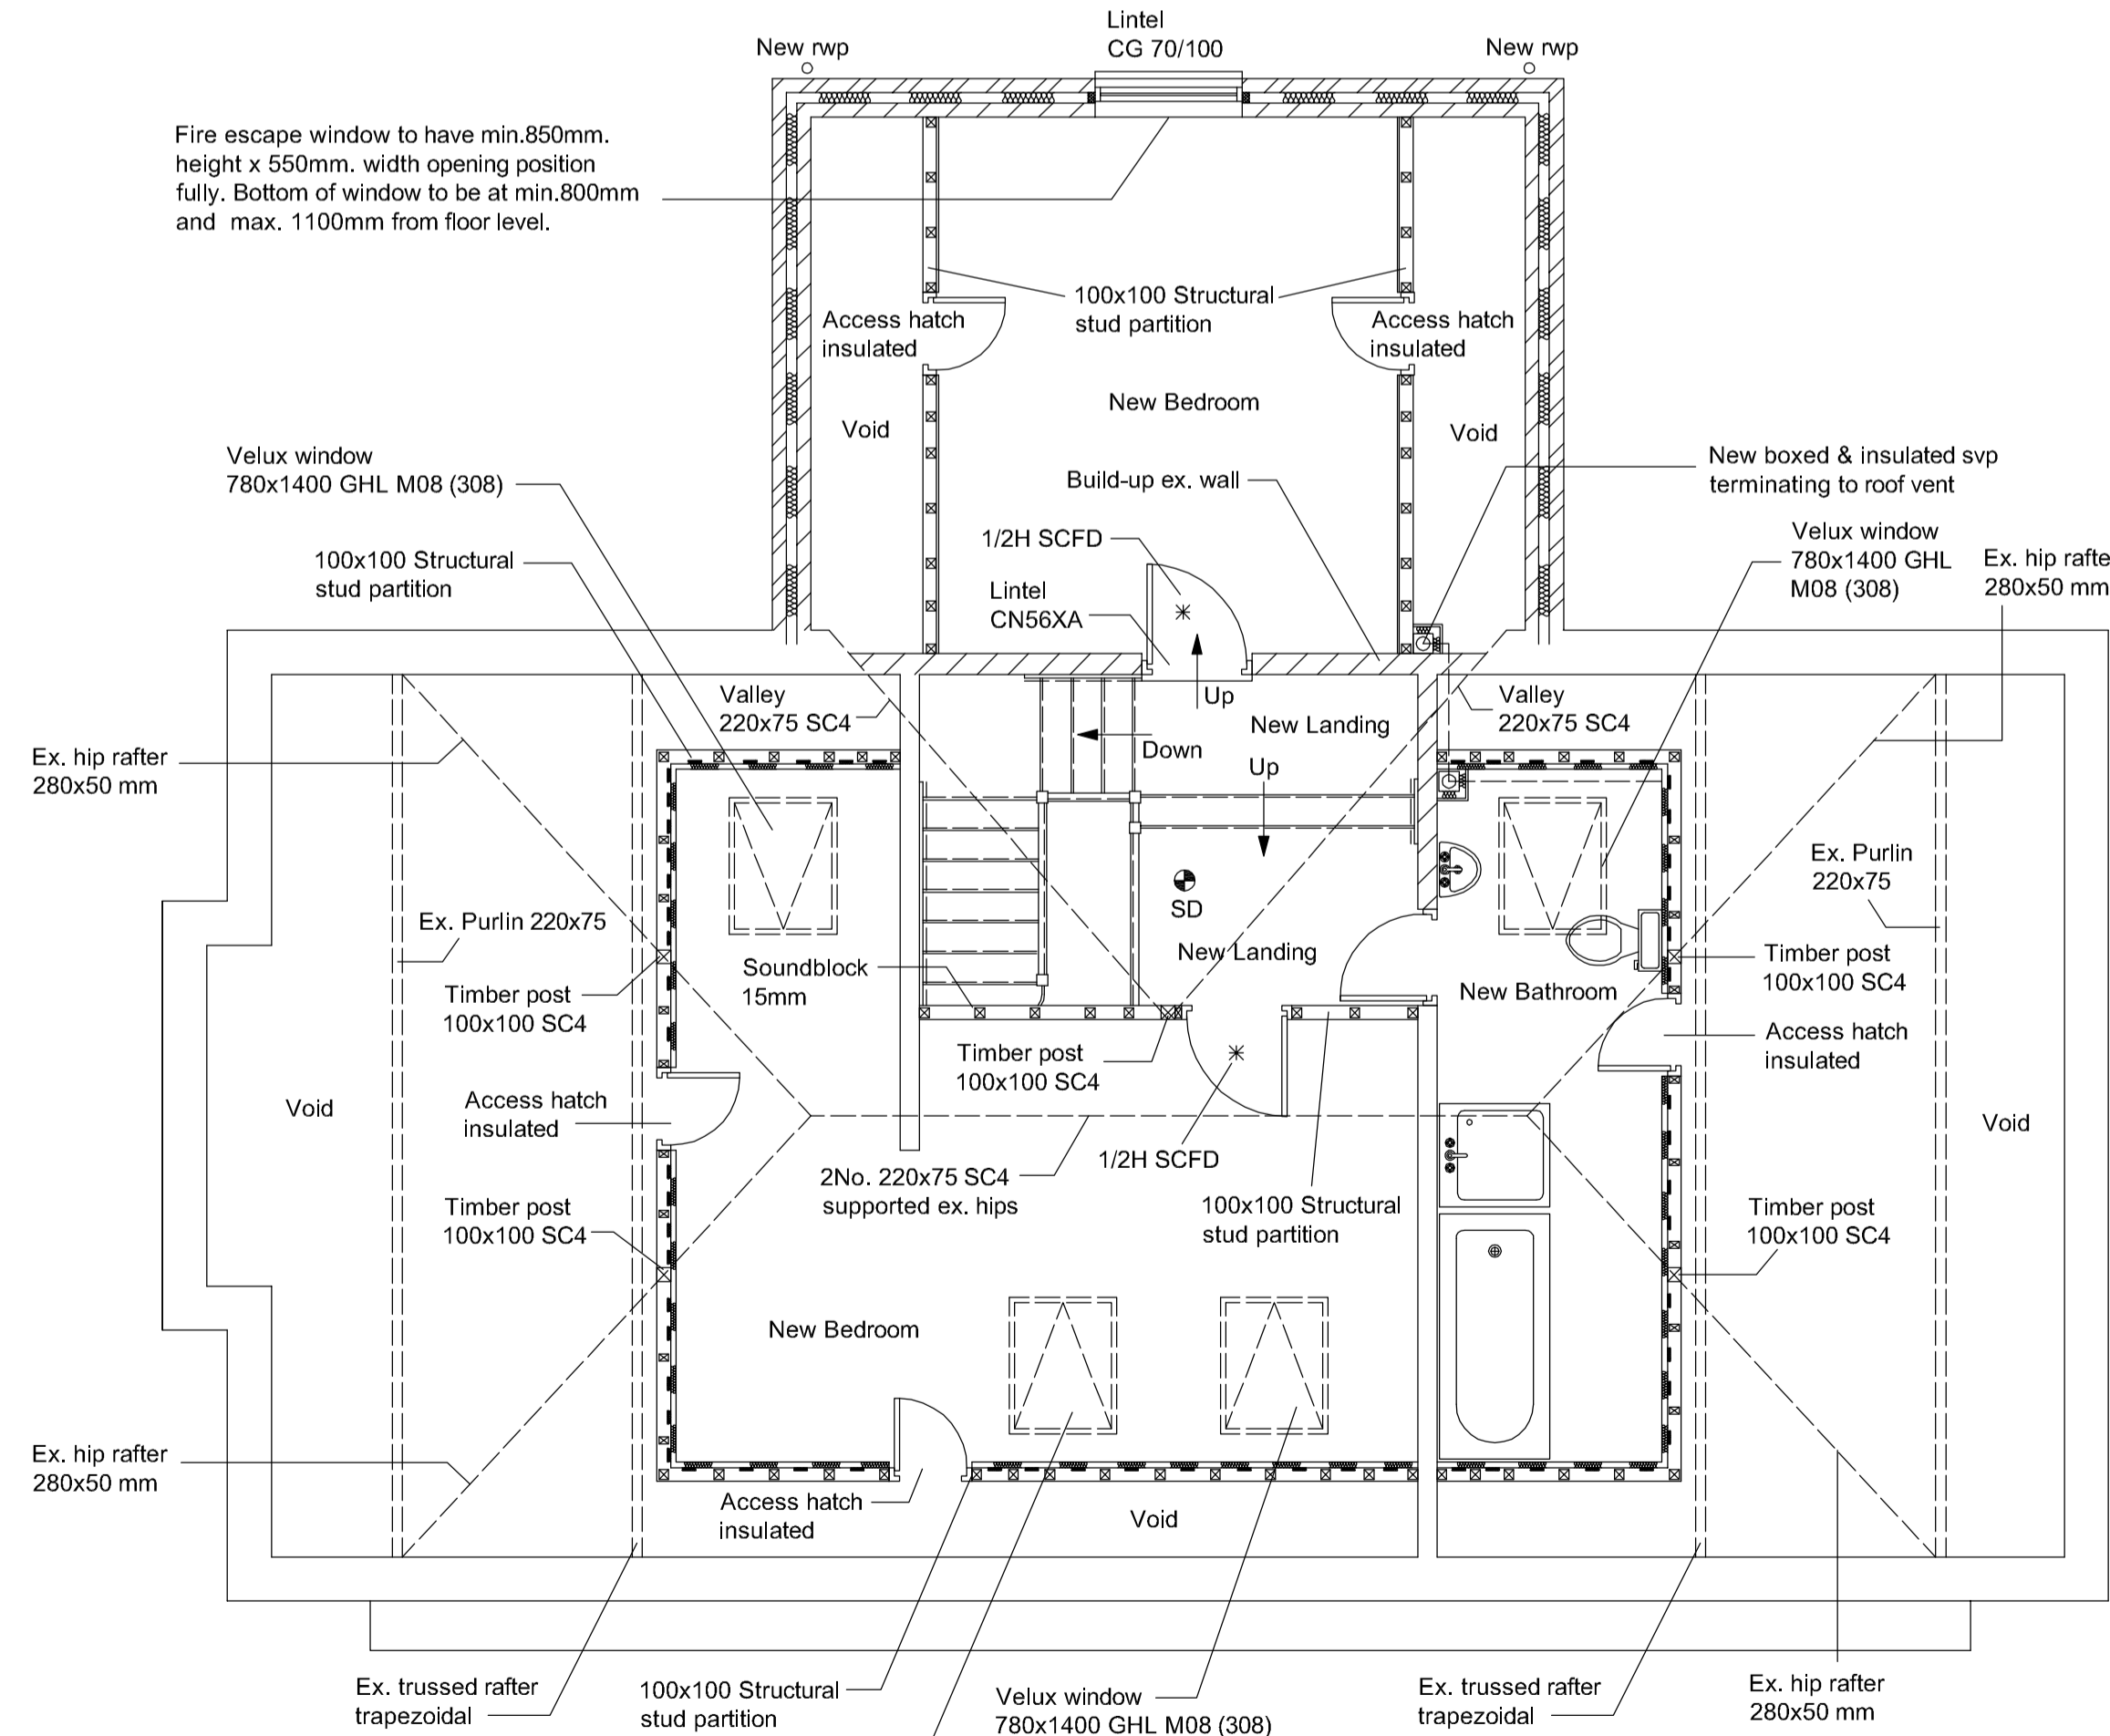 Lintel
CG 70/100
New rwp
New rwp
Fire escape window to have min.850mm.
height x 550mm. width opening position
fully. Bottom of window to be at min.800mm
and max. 1100mm from floor level.
100x100 Structural
stud partition
Access hatch
insulated
Access hatch
insulated
New Bedroom
Void
Void
Velux window
780x1400 GHL M08 (308)
Build-up ex. wall
New boxed & insulated svp
terminating to roof vent
1/2H SCFD
Velux window
780x1400 GHL
M08 (308)
Ex. hip rafte
280x50 mm
100x100 Structural
stud partition
Lintel
CN56XA
Valley
220x75 SC4
Up
New Landing
Valley
220x75 SC4
Down
Up
Ex. hip rafter
280x50 mm
Ex. Purlin
220x75
SD
Ex. Purlin 220x75
New Landing
Soundblock
15mm
Timber post
100x100 SC4
New Bathroom
Timber post
100x100 SC4
Timber post
100x100 SC4
Access hatch
insulated
Void
Access hatch
insulated
Void
1/2H SCFD
2No. 220x75 SC4
supported ex. hips
Timber post
100x100 SC4
100x100 Structural
stud partition
Timber post
100x100 SC4
New Bedroom
Ex. hip rafter
280x50 mm
Access hatch
insulated
Void
Ex. trussed rafter
trapezoidal
100x100 Structural
stud partition
Velux window
780x1400 GHL M08 (308)
Ex. trussed rafter
trapezoidal
Ex. hip rafter
280x50 mm